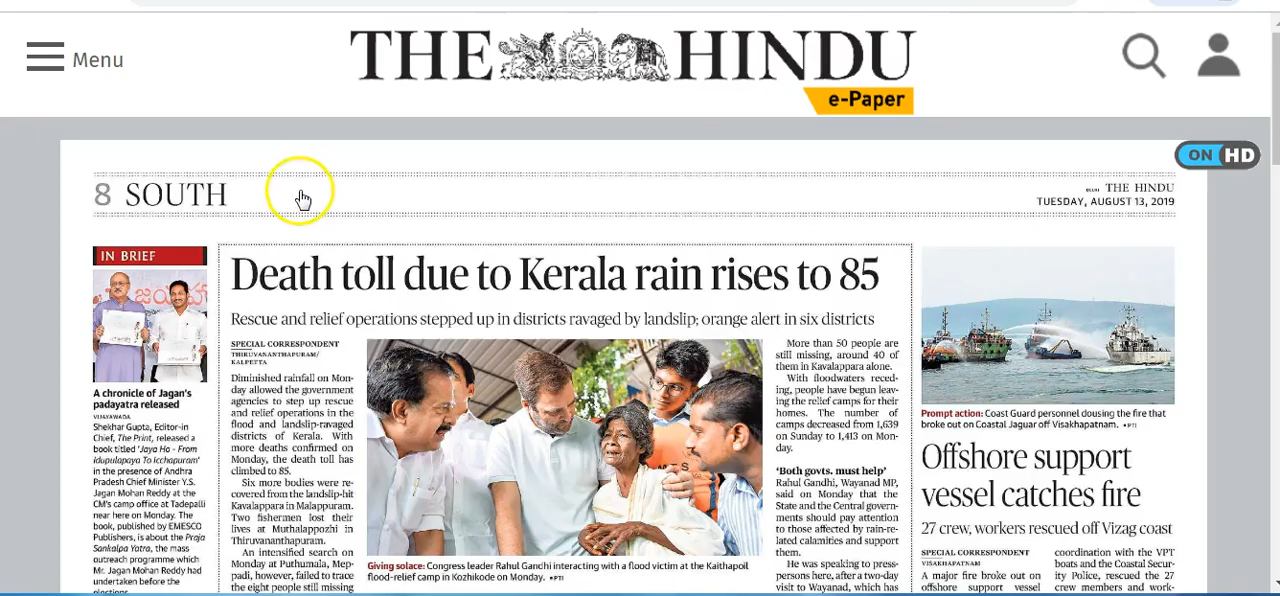 Menu
THE HINDU
e-Paper
ON HD
8 SOUTH
THE HINDU
TUESDAY, AUGUST 13, 2019
IN BRIEF
A chronicle of Jagan's
padayatra released
VIJAYAWADA
Shekhar Gupta, Editor-in
Chief, The Print, released a
book titled 'Jaya Ho - From
Idupulapaya To Icchapuram'
in the presence of Andhra
Pradesh Chief Minister Y.S.
Jagan Mohan Reddy at the
CM's camp office at Tadepalli
near here on Monday. The
book, published by EMESCO
Publishers, is about the Praja
Sankalpa Yatra, the mass
outreach programme which
Mr. Jagan Mohan Reddy had
undertaken before the
elections.
Death toll due to Kerala rain rises to 85
Rescue and relief operations stepped up in districts ravaged by landslip; orange alert in six districts
SPECIAL CORRESPONDENT
THIRUVANANTHAPURAM/
KALPETTA
Diminished rainfall on Mon-
day allowed the government
agencies to step up rescue
and relief operations in the
flood and landslip-ravaged
districts of Kerala. With
more deaths confirmed on
Monday, the death toll has
climbed to 85.
Six more bodies were re-
covered from the landslip-hit
Kavalappara in Malappuram.
Two fishermen lost their
lives at Muthalappozhi in
Thiruvananthapuram.
An intensified search on
Monday at Puthumala, Mep-
padi, however, failed to trace
the eight people still missing
Giving solace: Congress leader Rahul Gandhi interacting with a flood victim at the Kaithapoil
flood-relief camp in Kozhikode on Monday. •PTI
More than 50 people are
still missing, around 40 of
them in Kavalappara alone.
With floodwaters reced-
ing, people have begun leav-
ing the relief camps for their
homes. The number of
camps decreased from 1,639
on Sunday to 1,413 on Mon-
day.
'Both govts. must help'
Rahul Gandhi, Wayanad MP,
said on Monday that the
State and the Central govern-
ments should pay attention
to those affected by rain-re-
lated calamities and support
them.
He was speaking to press-
persons here, after a two-day
visit to Wayanad, which has
Prompt action: Coast Guard personnel dousing the fire that
broke out on Coastal Jaguar off Visakhapatnam. •PTI
Offshore support
vessel catches fire
27 crew, workers rescued off Vizag coast
SPECIAL CORRESPONDENT
VISAKHAPATNAM
A major fire broke out on
offshore support vessel
coordination with the VPT
boats and the Coastal Secur-
ity Police, rescued the 27
crew members and work-